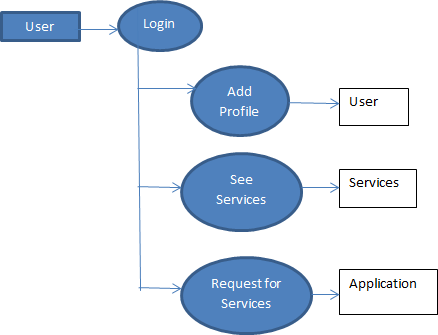 User
Login
Add
Profile
User
See
Services
Services
Request for
Services
Application